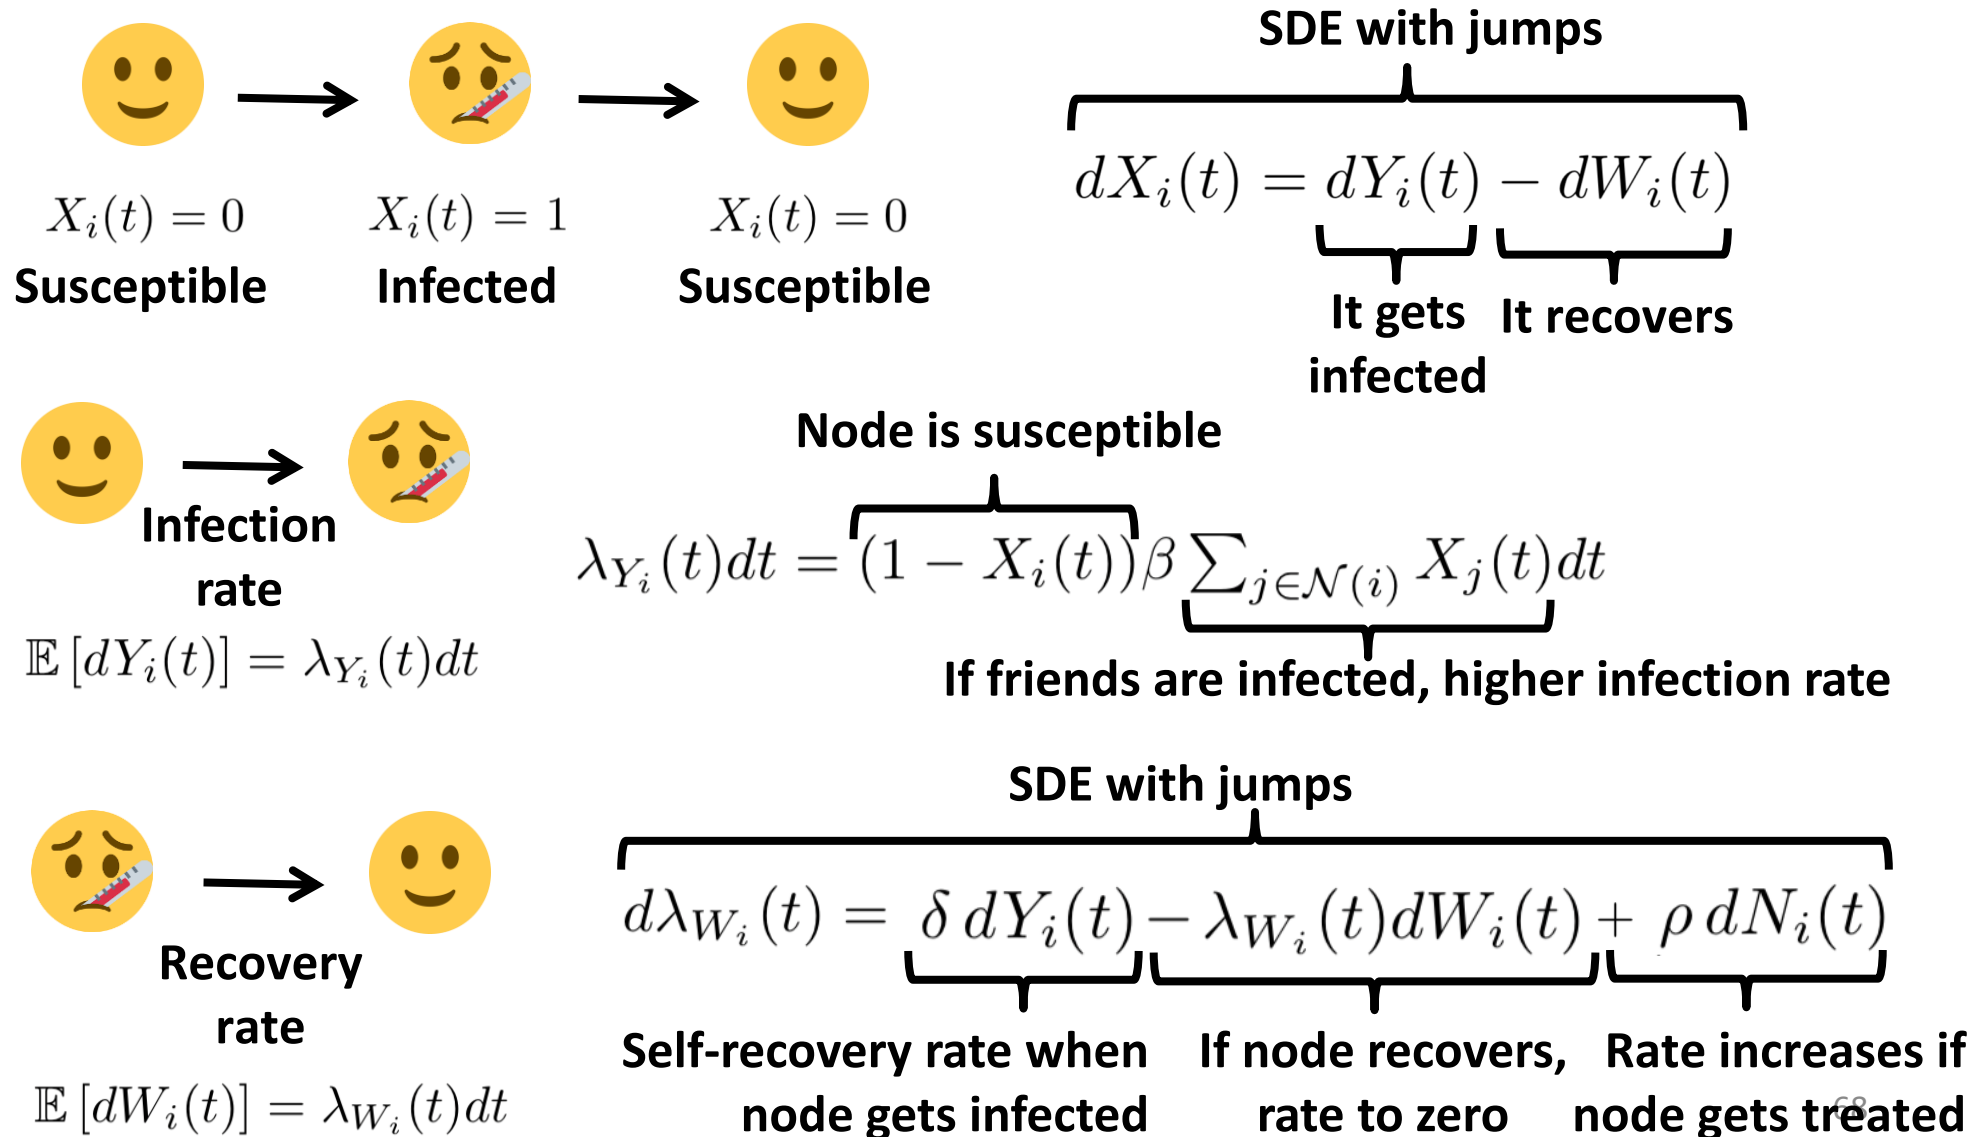 SDE with jumps
X_i(t) = 0
Susceptible
X_i(t) = 1
Infected
X_i(t) = 0
Susceptible
dX_i(t) = dY_i(t) − dW_i(t)
It gets
infected
It recovers
Infection
rate
𝔼 [dY_i(t)] = λ_{Y_i}(t)dt
Node is susceptible
λ_{Y_i}(t)dt = (1 − X_i(t))β ∑_{j∈𝒩(i)} X_j(t)dt
If friends are infected, higher infection rate
Recovery
rate
𝔼 [dW_i(t)] = λ_{W_i}(t)dt
SDE with jumps
dλ_{W_i}(t) = δ dY_i(t) − λ_{W_i}(t)dW_i(t) + ρ dN_i(t)
Self-recovery rate when
node gets infected
If node recovers,
rate to zero
Rate increases if
node gets treated
68